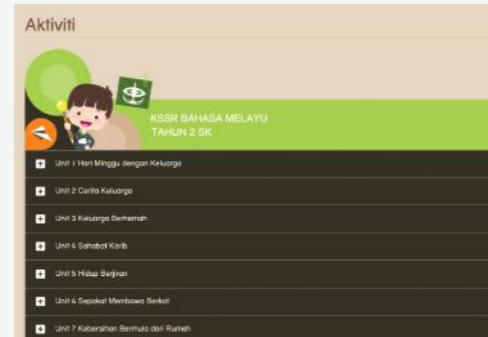 Aktiviti
KSSR BAHASA MELAYU
TAHUN 2 SK
Unit 1 Hari Minggu dengan Keluarga
Unit 2 Cerita Keluarga
Unit 3 Keluarga Berhemah
Unit 4 Sahabat Karib
Unit 5 Hidup Berjiran
Unit 6 Sepakat Membawa Berkat
Unit 7 Kebersihan Bermula dari Rumah